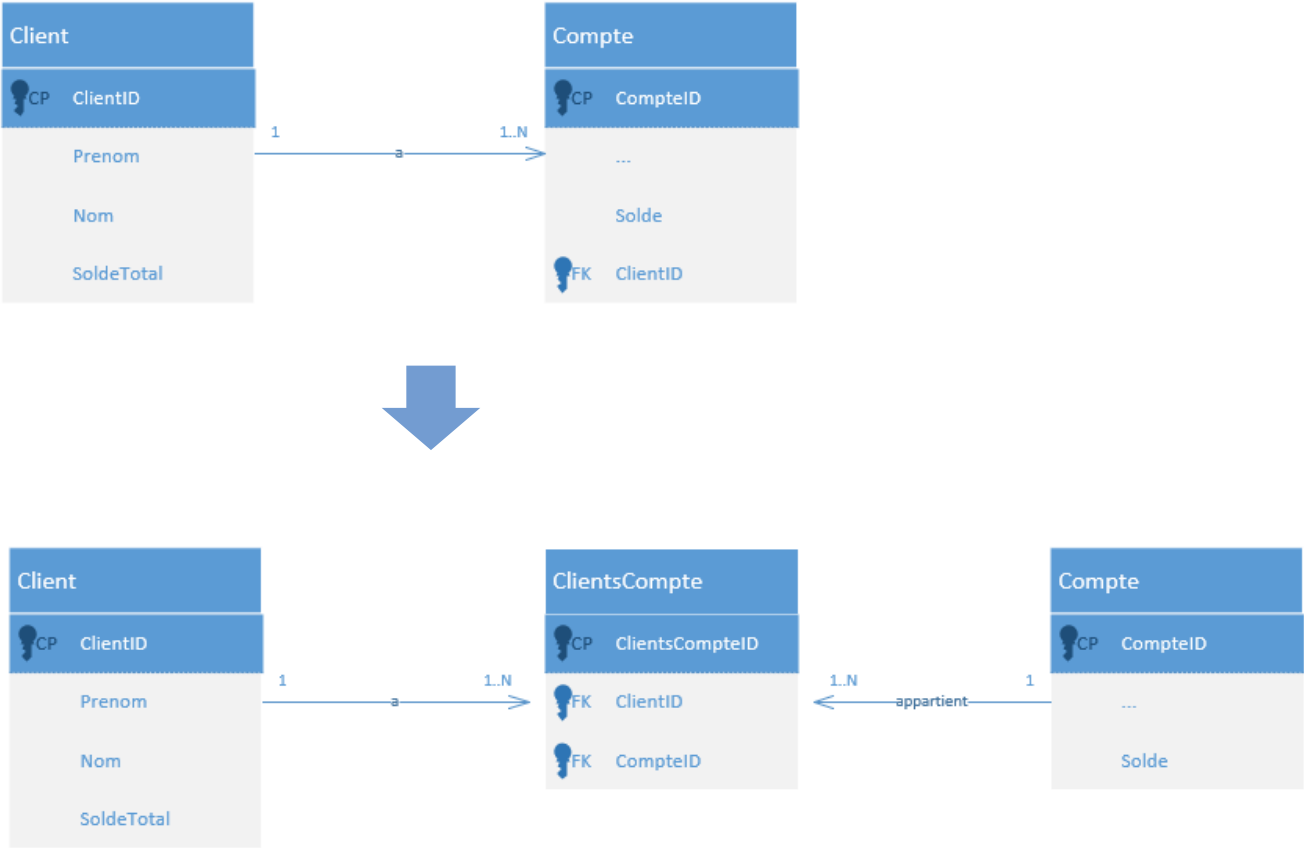 Client
Compte
CP ClientID
CP CompteID
1
1..N
Prenom
a
...
Nom
Solde
SoldeTotal
FK ClientID
Client
ClientsCompte
Compte
CP ClientID
CP ClientsCompteID
CP CompteID
1
1..N
1..N
1
Prenom
a
FK ClientID
appartient
...
Nom
FK CompteID
Solde
SoldeTotal